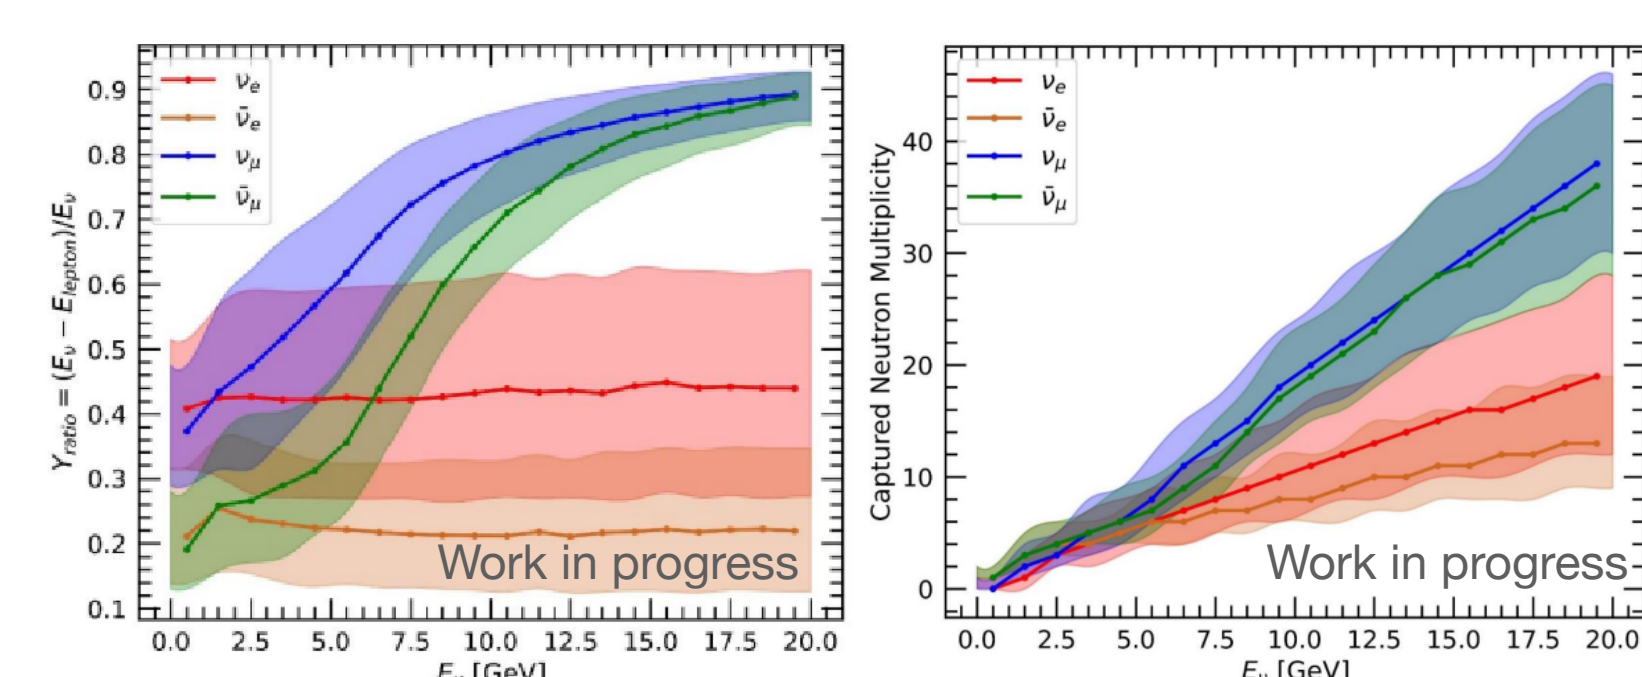 Y_ratio = (E_ν − E_lepton)/E_ν
0.9
0.8
0.7
0.6
0.5
0.4
0.3
0.2
0.1
ν_e
ν̄_e
ν_μ
ν̄_μ
Work in progress
0.0 2.5 5.0 7.5 10.0 12.5 15.0 17.5 20.0
E_ν [GeV]
Captured Neutron Multiplicity
40
30
20
10
0
ν_e
ν̄_e
ν_μ
ν̄_μ
Work in progress
0.0 2.5 5.0 7.5 10.0 12.5 15.0 17.5 20.0
E_ν [GeV]